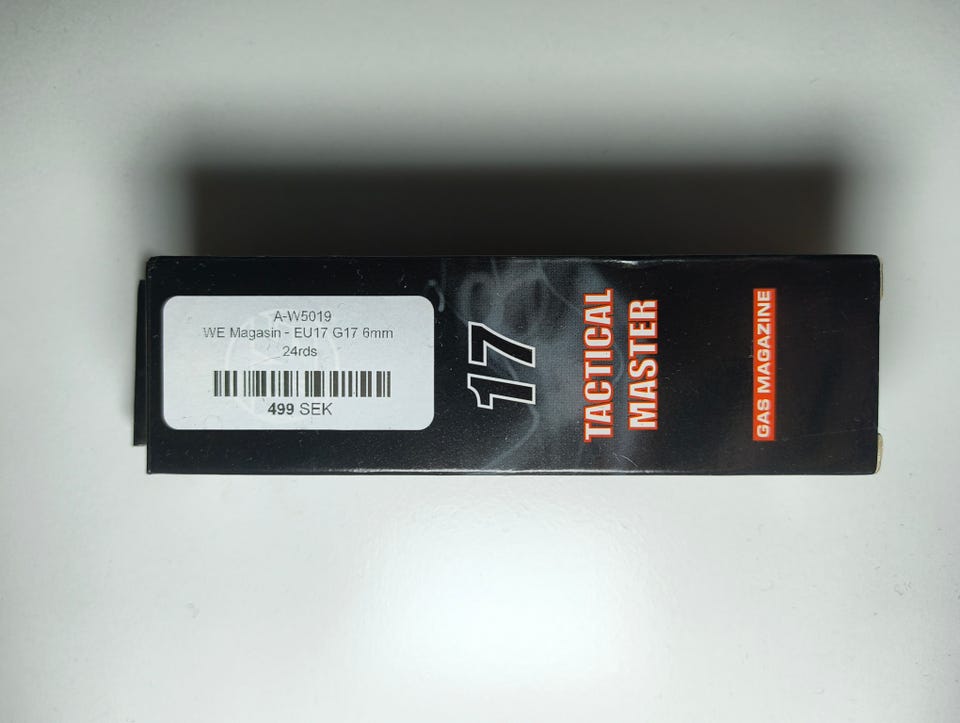 A-W5019
WE Magasin - EU17 G17 6mm
24rds
499 SEK
17
TACTICAL
MASTER
GAS MAGAZINE